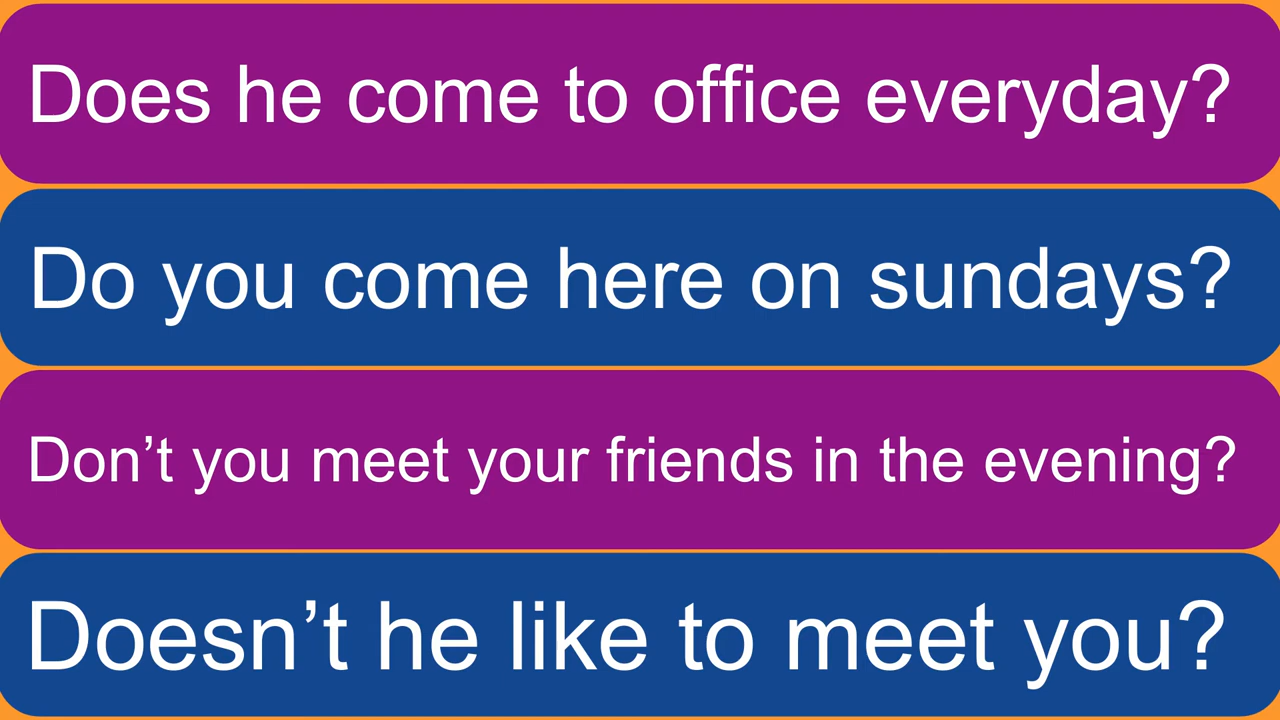 Does he come to office everyday?
Do you come here on sundays?
Don’t you meet your friends in the evening?
Doesn’t he like to meet you?